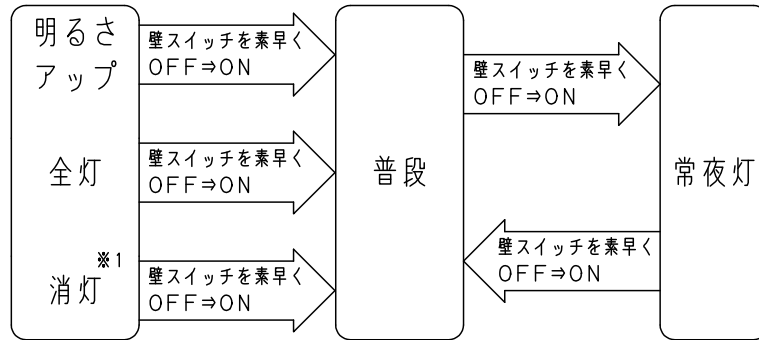 明るさ
アップ
壁スイッチを素早く
OFF⇒ON
全灯
壁スイッチを素早く
OFF⇒ON
※1
消灯
壁スイッチを素早く
OFF⇒ON
普段
壁スイッチを素早く
OFF⇒ON
壁スイッチを素早く
OFF⇒ON
常夜灯